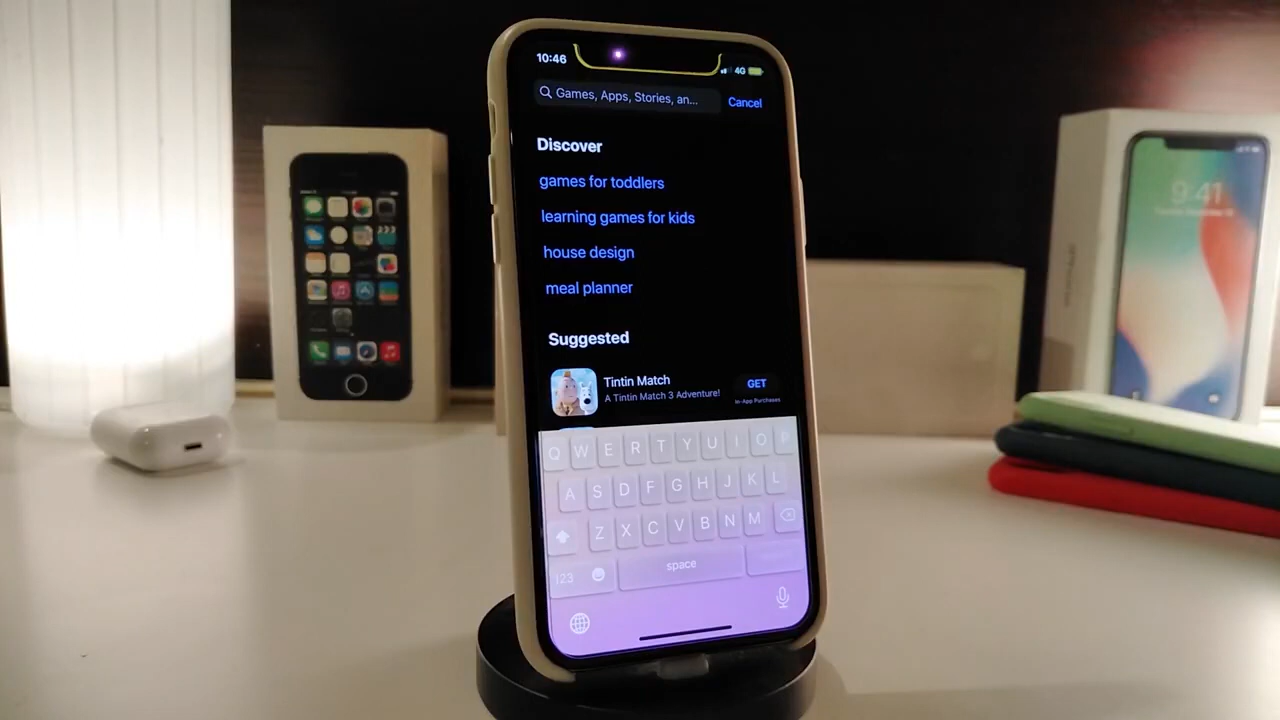 10:46
4G
Games, Apps, Stories, an...
Cancel
Discover
games for toddlers
learning games for kids
house design
meal planner
Suggested
Tintin Match
A Tintin Match 3 Adventure!
GET
In-App Purchases
Q W E R T Y U I O P
A S D F G H J K L
Z X C V B N M
123
space
9:41